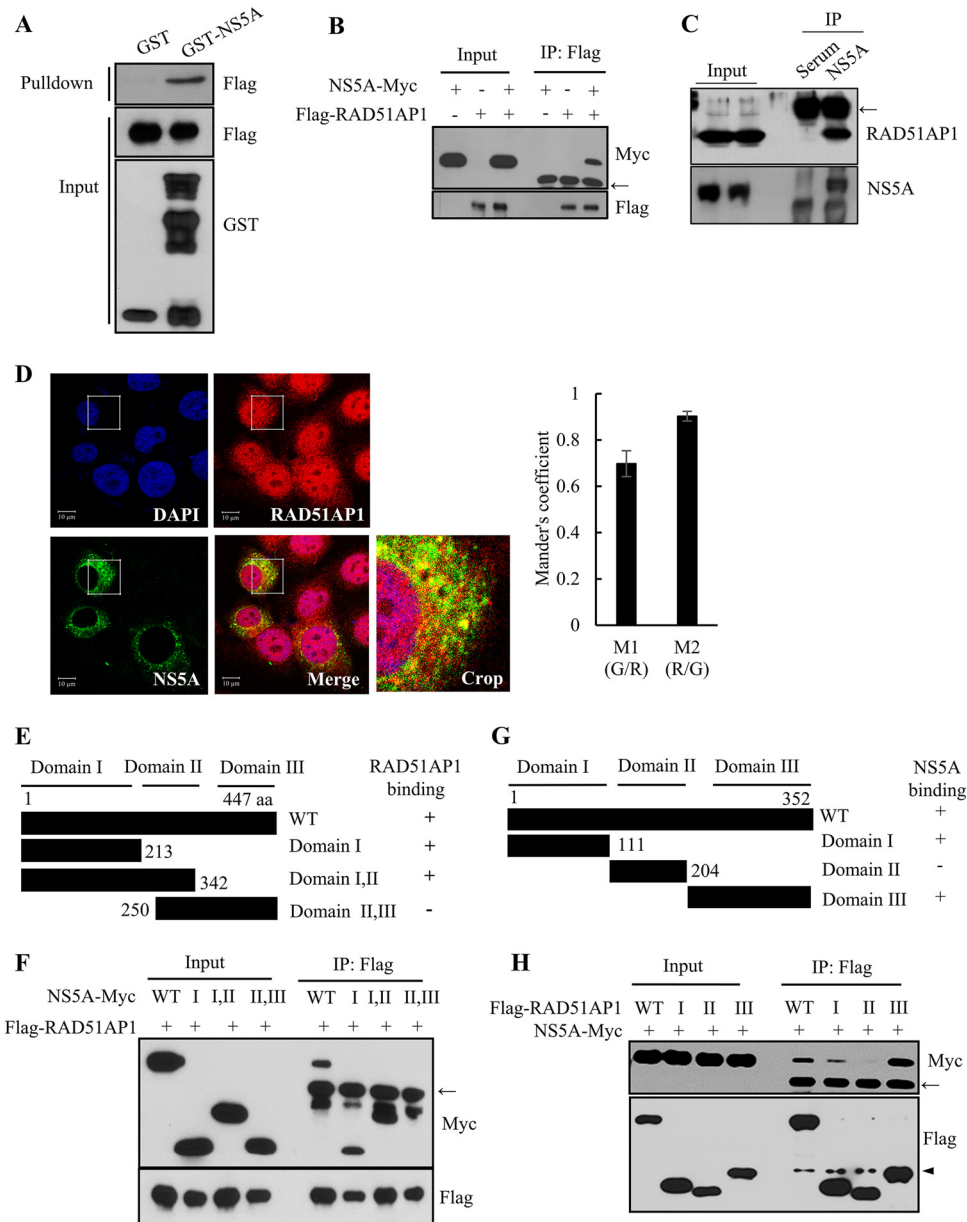 A
GST
GST-NS5A
Pulldown
Flag
Flag
Input
GST
B
Input
IP: Flag
NS5A-Myc
+ - + + - +
Flag-RAD51AP1
- + + - + +
Myc
←
Flag
C
IP
Input
Serum
NS5A
←
RAD51AP1
NS5A
D
10 µm
DAPI
10 µm
RAD51AP1
10 µm
NS5A
10 µm
Merge
Crop
Mander's coefficient
1
0.8
0.6
0.4
0.2
0
M1
(G/R)
M2
(R/G)
E
Domain I
Domain II
Domain III
RAD51AP1
binding
1
447 aa
WT
+
213
Domain I
+
342
Domain I,II
+
250
Domain II,III
-
F
Input
IP: Flag
NS5A-Myc
WT I I,II II,III WT I I,II II,III
Flag-RAD51AP1
+ + + + + + + +
←
Myc
Flag
G
Domain I
Domain II
Domain III
NS5A
binding
1
352
WT
+
111
Domain I
+
204
Domain II
-
Domain III
+
H
Input
IP: Flag
Flag-RAD51AP1
WT I II III WT I II III
NS5A-Myc
+ + + + + + + +
Myc
←
Flag
◄